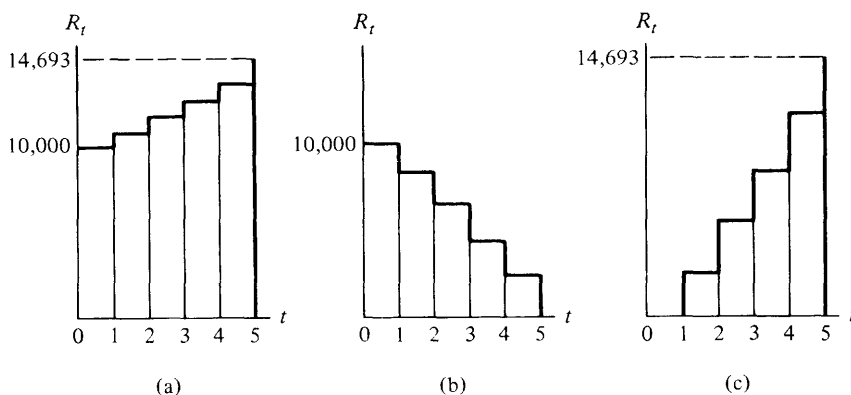 R_t
14,693
10,000
0 1 2 3 4 5 t
(a)
R_t
10,000
0 1 2 3 4 5 t
(b)
R_t
14,693
0 1 2 3 4 5
(c)